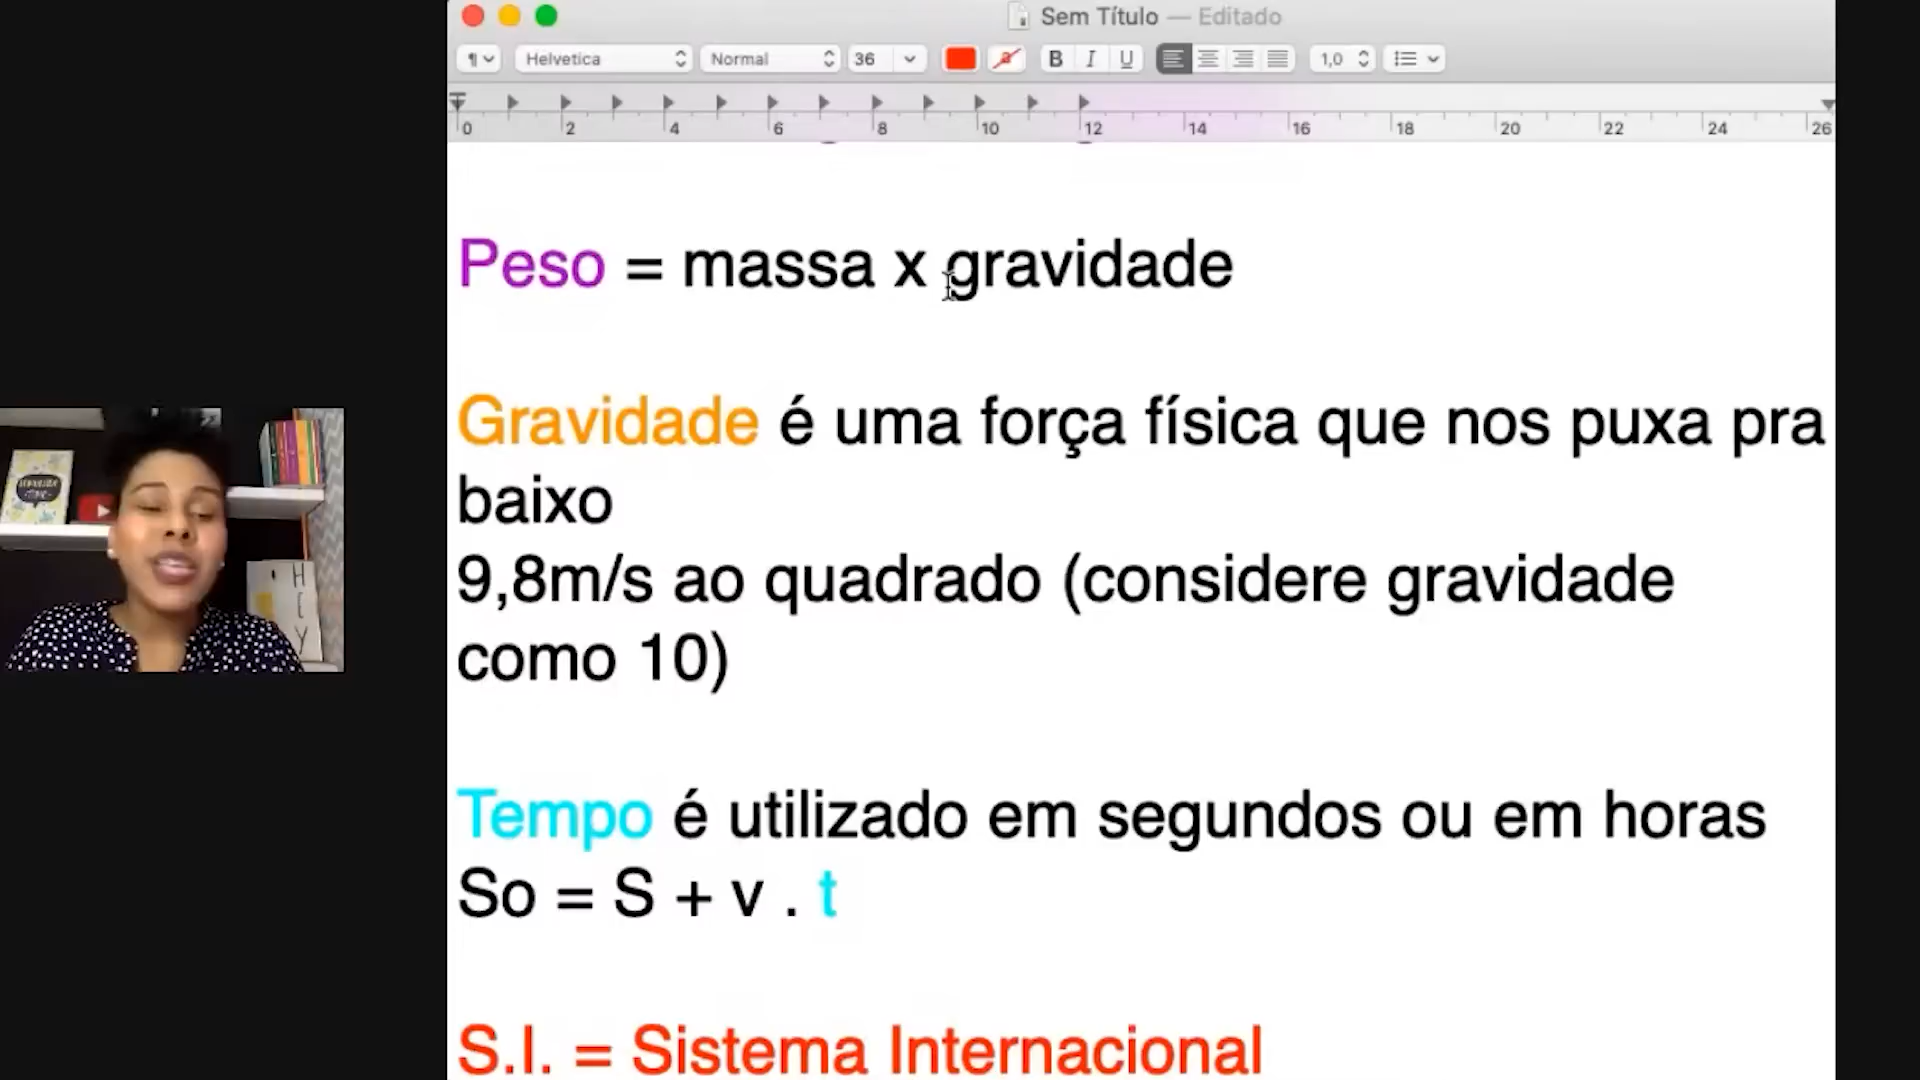 Sem Título — Editado
Helvetica
Normal
36
B I U
1,0
0 2 4 6 8 10 12 14 16 18 20 22 24 26
Peso = massa x gravidade
Gravidade é uma força física que nos puxa pra
baixo
9,8m/s ao quadrado (considere gravidade
como 10)
Tempo é utilizado em segundos ou em horas
So = S + v . t
S.I. = Sistema Internacional